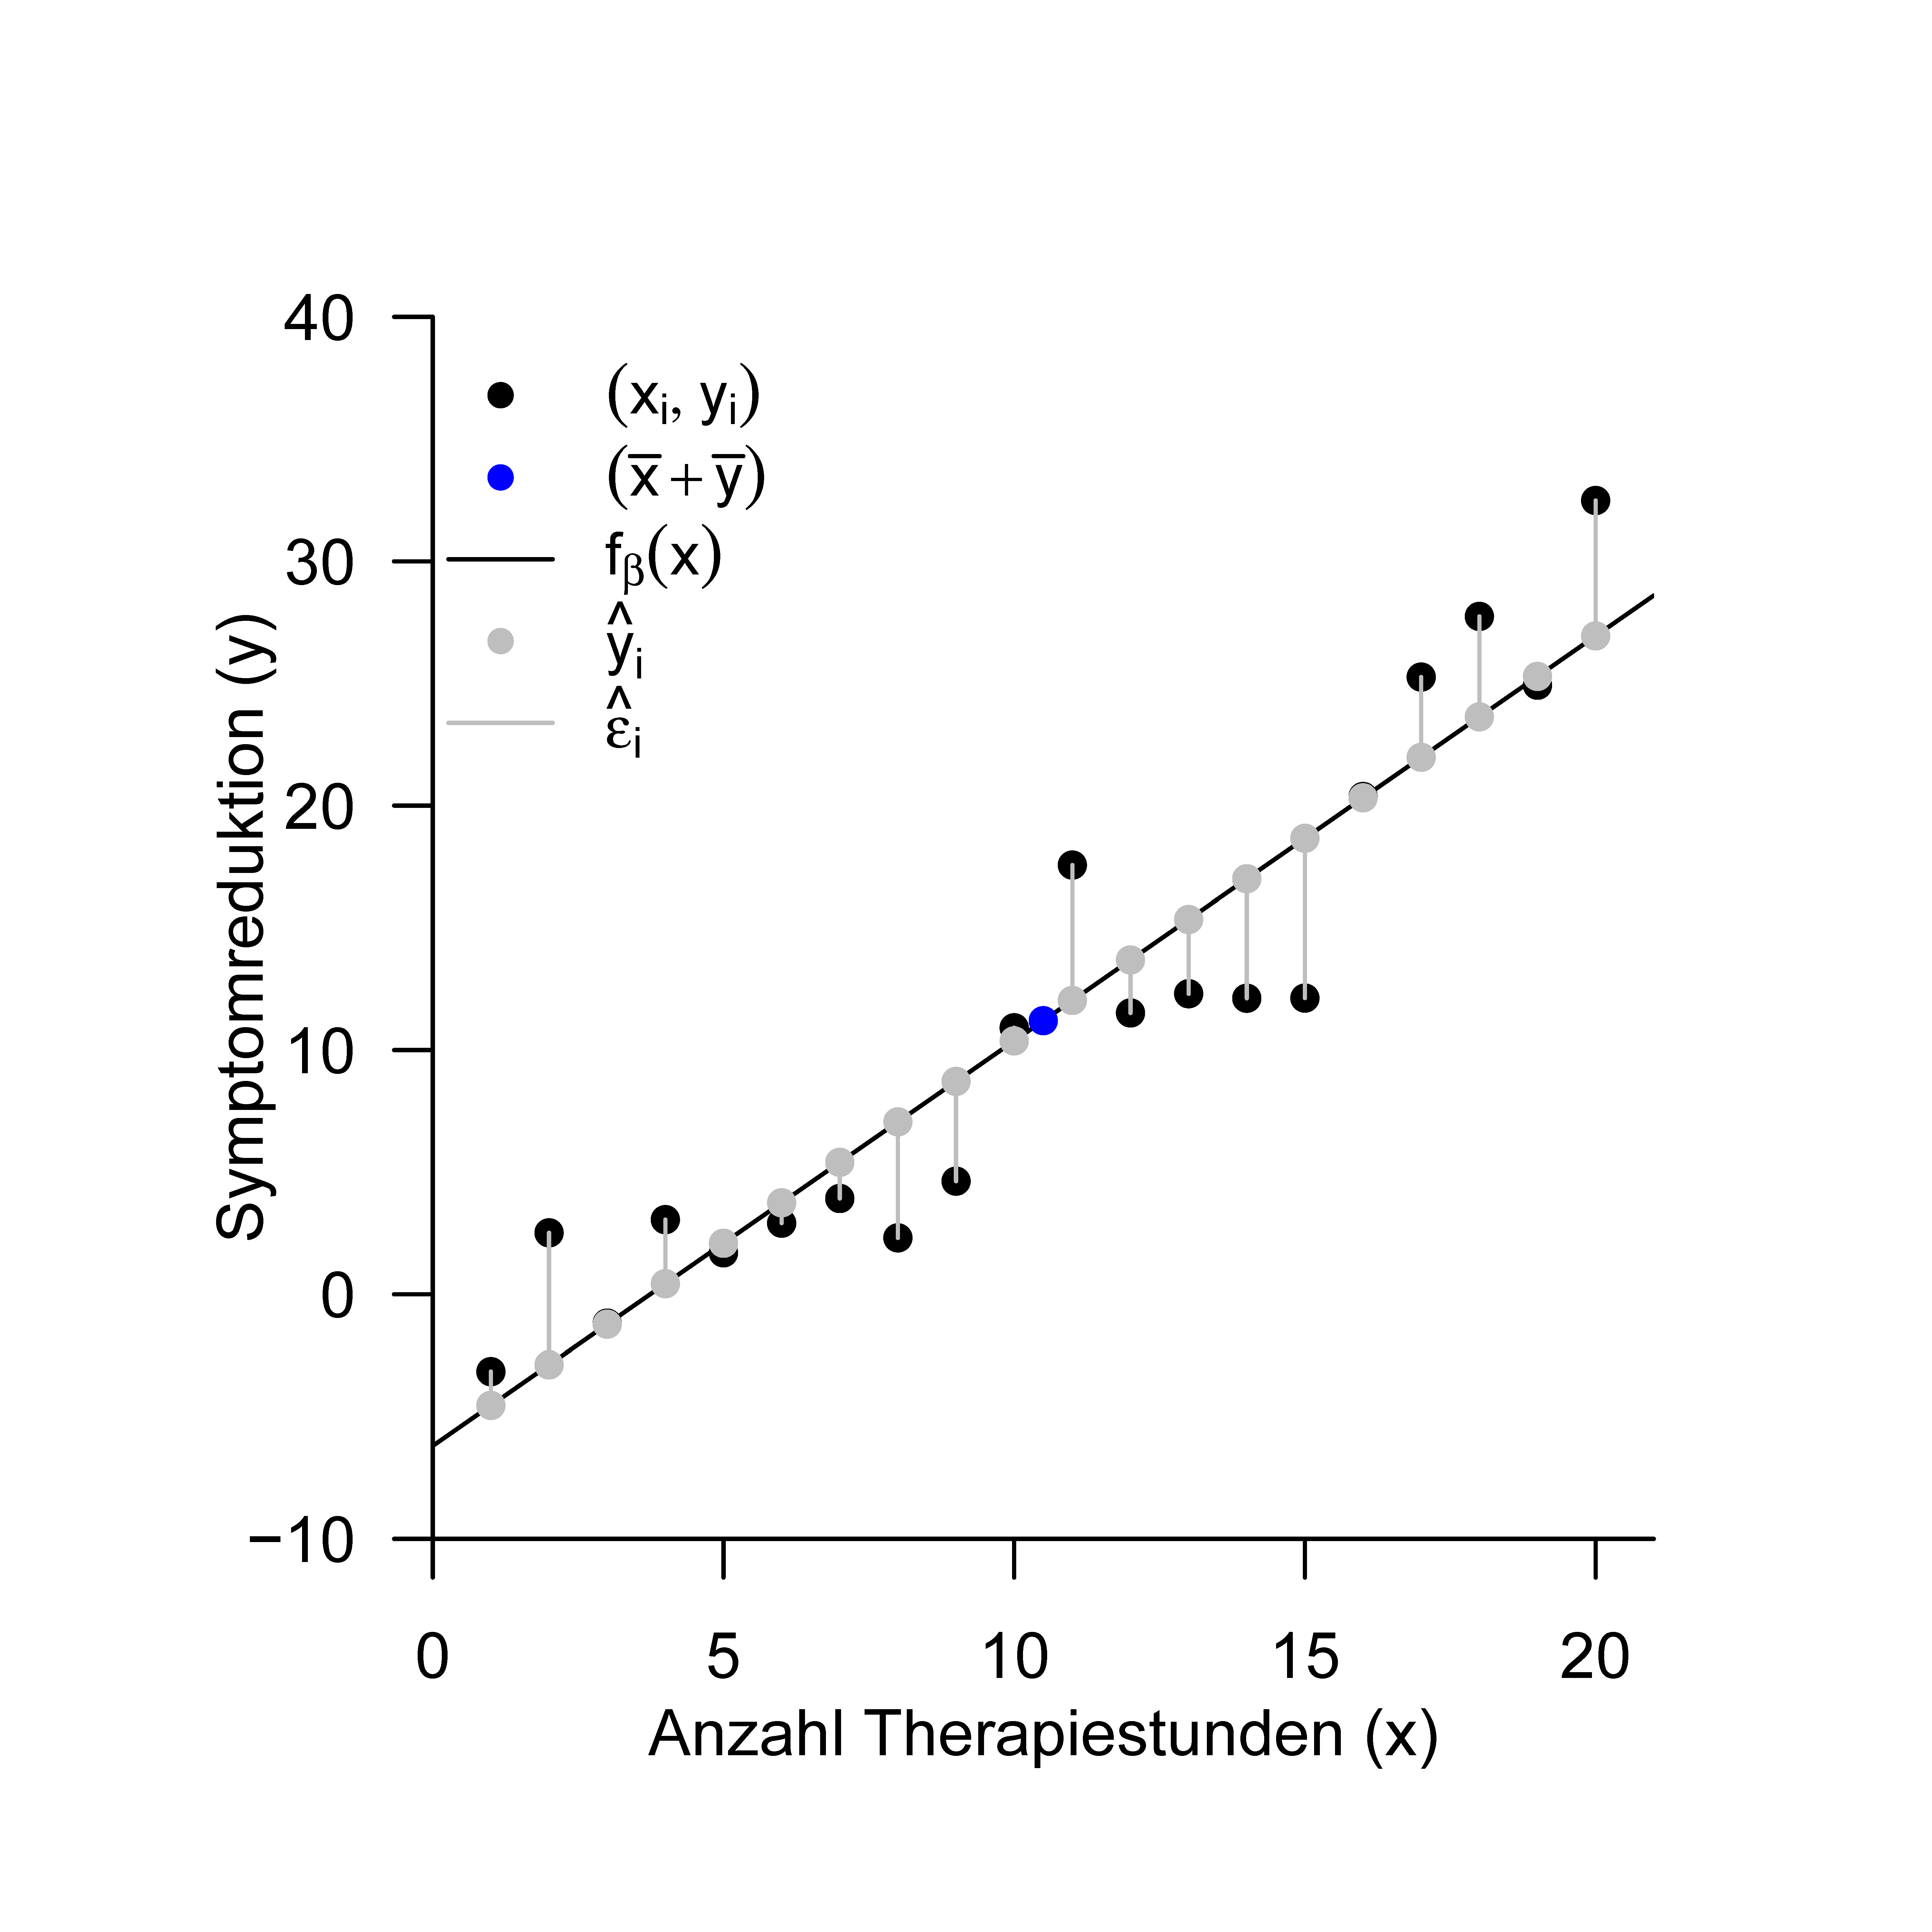 40
30
20
10
0
−10
Symptomreduktion (y)
(xᵢ, yᵢ)
(x̅ + y̅)
fᵦ(x)
ŷᵢ
ε̂ᵢ
0 5 10 15 20
Anzahl Therapiestunden (x)